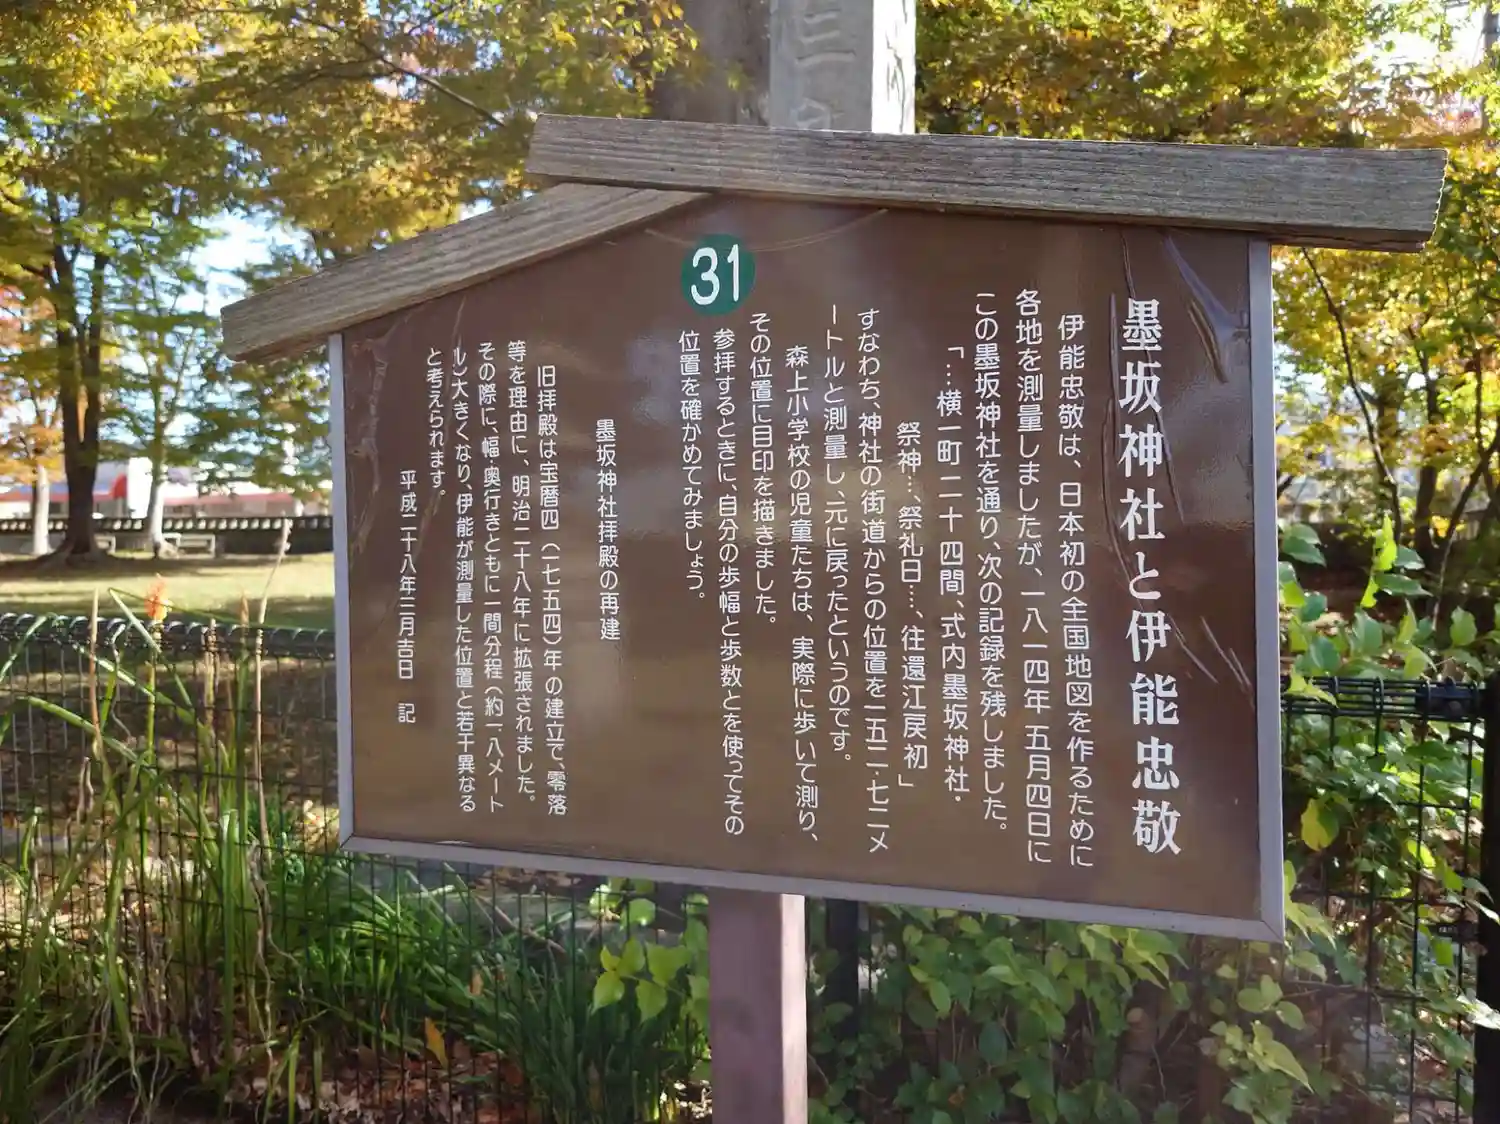 墨坂神社と伊能忠敬
伊能忠敬は、日本初の全国地図を作るために
各地を測量しましたが、一八一四年五月四日に
この墨坂神社を通り、次の記録を残しました。
「…横一町二十四間、式内墨坂神社・
祭神…、祭礼日…、往還江戻初」
すなわち、神社の街道からの位置を一五二・七二メ
ートルと測量し、元に戻ったというのです。
森上小学校の児童たちは、実際に歩いて測り、
その位置に目印を描きました。
参拝するときに、自分の歩幅と歩数とを使ってその
位置を確かめてみましょう。
31
墨坂神社拝殿の再建
旧拝殿は宝暦四(一七五四)年の建立で、零落
等を理由に、明治二十八年に拡張されました。
その際に、幅・奥行きともに一間分程(約一・八メート
ル)大きくなり、伊能が測量した位置と若干異なる
と考えられます。
平成二十八年三月吉日 記